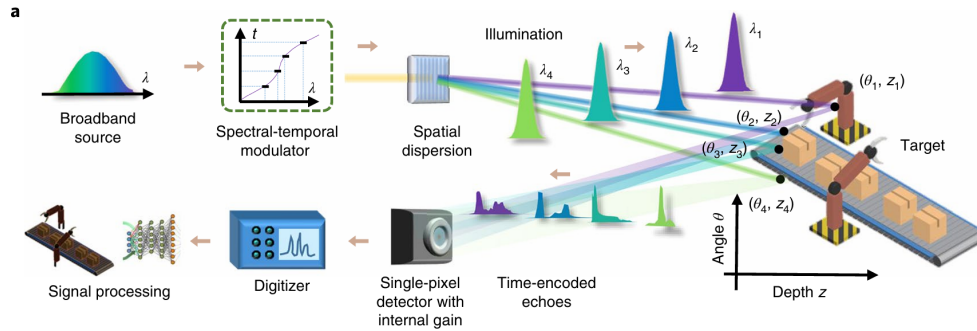 a
t
λ
λ
Broadband
source
Spectral-temporal
modulator
Spatial
dispersion
Illumination
λ4
λ3
λ2
λ1
(θ1, z1)
(θ2, z2)
(θ3, z3)
(θ4, z4)
Target
Angle θ
Depth z
Signal processing
Digitizer
Single-pixel
detector with
internal gain
Time-encoded
echoes